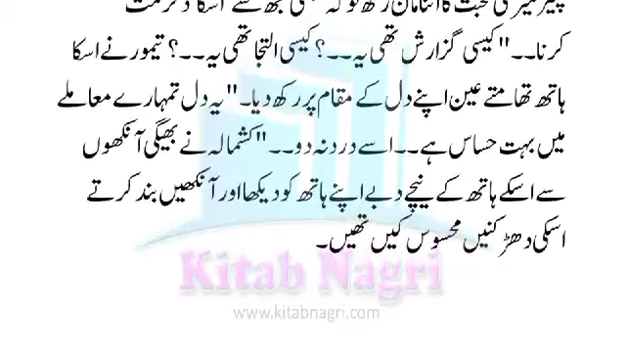 کرنا۔۔" کیسی گزارش تھی یہ۔۔؟ کیسی التجا تھی یہ۔۔؟ تیمور نے اسکا
ہاتھ تھامتے عین اپنے دل کے مقام پر رکھ دیا۔ "یہ دل تمہارے معاملے
میں بہت حساس ہے۔۔ اسے درد نہ دو۔۔" کشمالہ نے بھیگی آنکھوں
سے اسکے ہاتھ کے نیچے دبے اپنے ہاتھ کو دیکھا اور آنکھیں بند کرتے
اسکی دھڑکنیں محسوس کیں تھیں۔
Kitab Nagri
www.kitabnagri.com